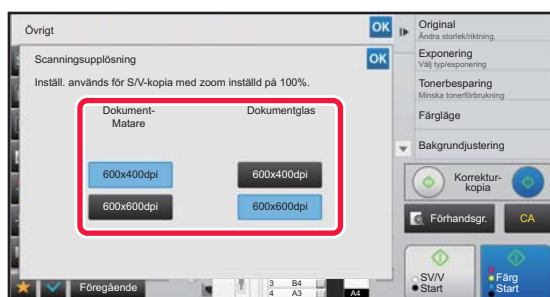 Övrigt
OK
Scanningsupplösning
OK
Inställ. används för S/V-kopia med zoom inställd på 100%.
Dokument-
Matare
Dokumentglas
600x400dpi
600x400dpi
600x600dpi
600x600dpi
Original
Ändra storlek/riktning.
Exponering
Välj typ/exponering
Tonerbesparing
Minska tonerförbrukning
Färgläge
Bakgrundjustering
Korrektur-
kopia
Förhandsgr.
CA
SV/V
Start
Färg
Start
Föregående
3 B4
4 A3
A4